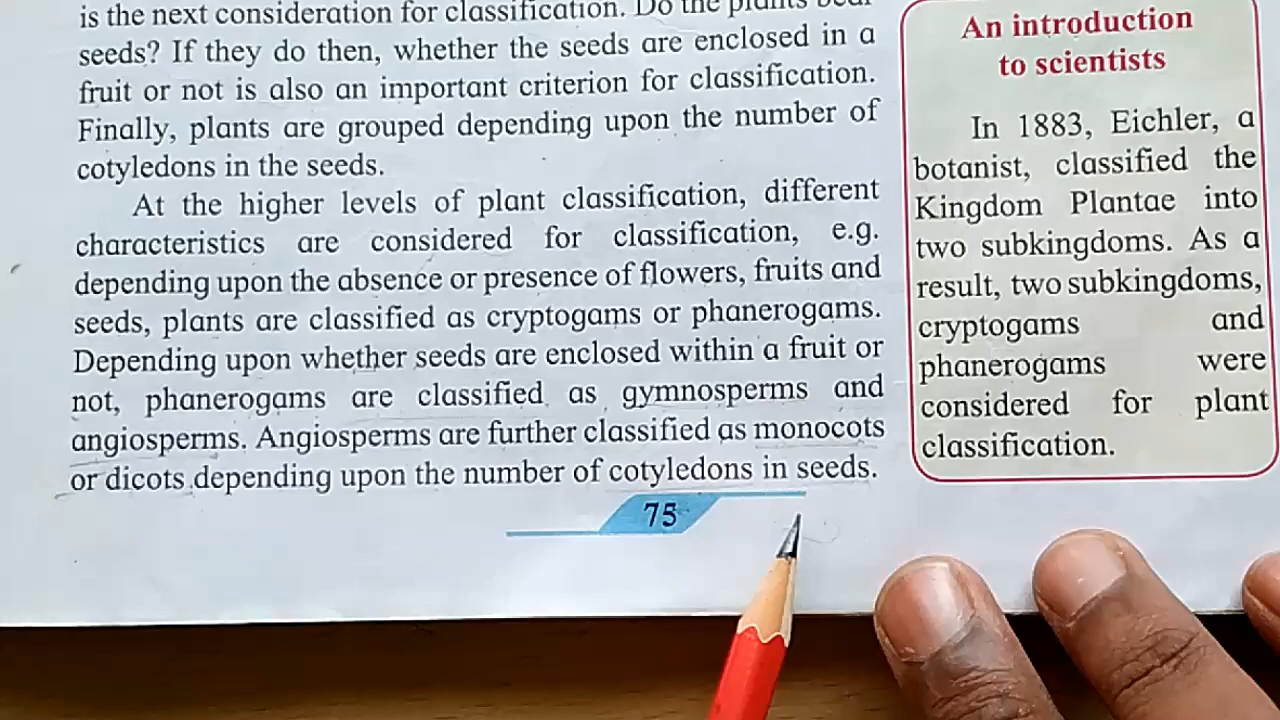 is the next consideration for classification. Do the plants bear
seeds? If they do then, whether the seeds are enclosed in a
fruit or not is also an important criterion for classification.
Finally, plants are grouped depending upon the number of
cotyledons in the seeds.
At the higher levels of plant classification, different
characteristics are considered for classification, e.g.
depending upon the absence or presence of flowers, fruits and
seeds, plants are classified as cryptogams or phanerogams.
Depending upon whether seeds are enclosed within a fruit or
not, phanerogams are classified as gymnosperms and
angiosperms. Angiosperms are further classified as monocots
or dicots depending upon the number of cotyledons in seeds.
75
An introduction
to scientists
In 1883, Eichler, a
botanist, classified the
Kingdom Plantae into
two subkingdoms. As a
result, two subkingdoms,
cryptogams and
phanerogams were
considered for plant
classification.